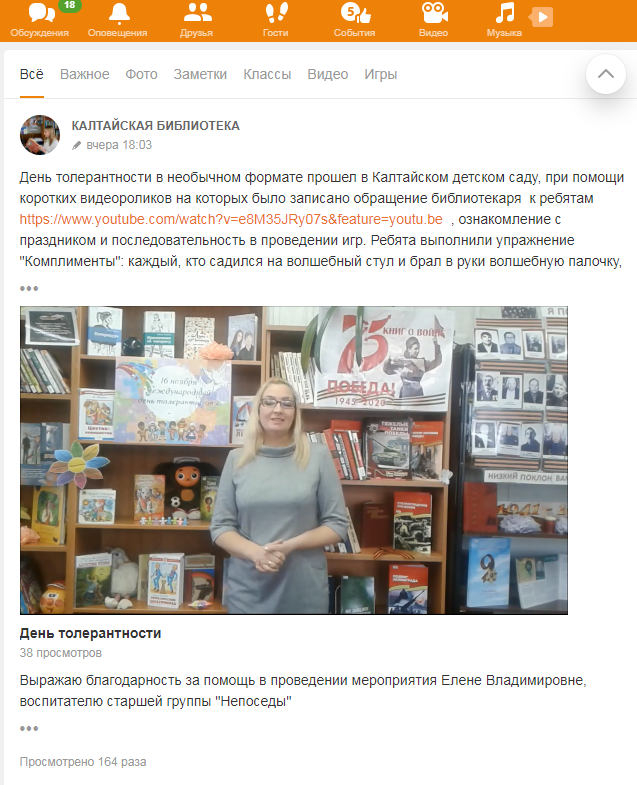 18
5
Обсуждения Оповещения Друзья Гости События Видео Музыка
Всё Важное Фото Заметки Классы Видео Игры
КАЛТАЙСКАЯ БИБЛИОТЕКА
вчера 18:03
День толерантности в необычном формате прошел в Калтайском детском саду, при помощи
коротких видеороликов на которых было записано обращение библиотекаря к ребятам
https://www.youtube.com/watch?v=e8M35JRy07s&feature=youtu.be , ознакомление с
праздником и последовательность в проведении игр. Ребята выполнили упражнение
"Комплименты": каждый, кто садился на волшебный стул и брал в руки волшебную палочку,
•••
16 ноября
международный
день толерантности
75
КНИГ О ВОЙНЕ
ПОБЕДА!
1945-2020
ТЯЖЕЛЫЕ
ТАНКИ
ПОБЕДЫ
НИЗКИЙ ПОКЛОН ВАМ
День толерантности
38 просмотров
Выражаю благодарность за помощь в проведении мероприятия Елене Владимировне,
воспитателю старшей группы "Непоседы"
•••
Просмотрено 164 раза